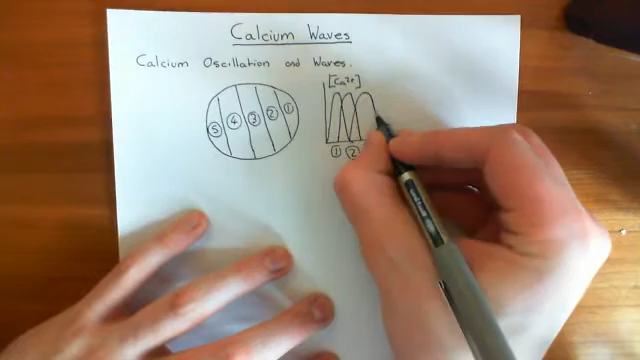 Calcium Waves
Calcium Oscillation and Waves.
[Ca²⁺]
5 4 3 2 1
1 2